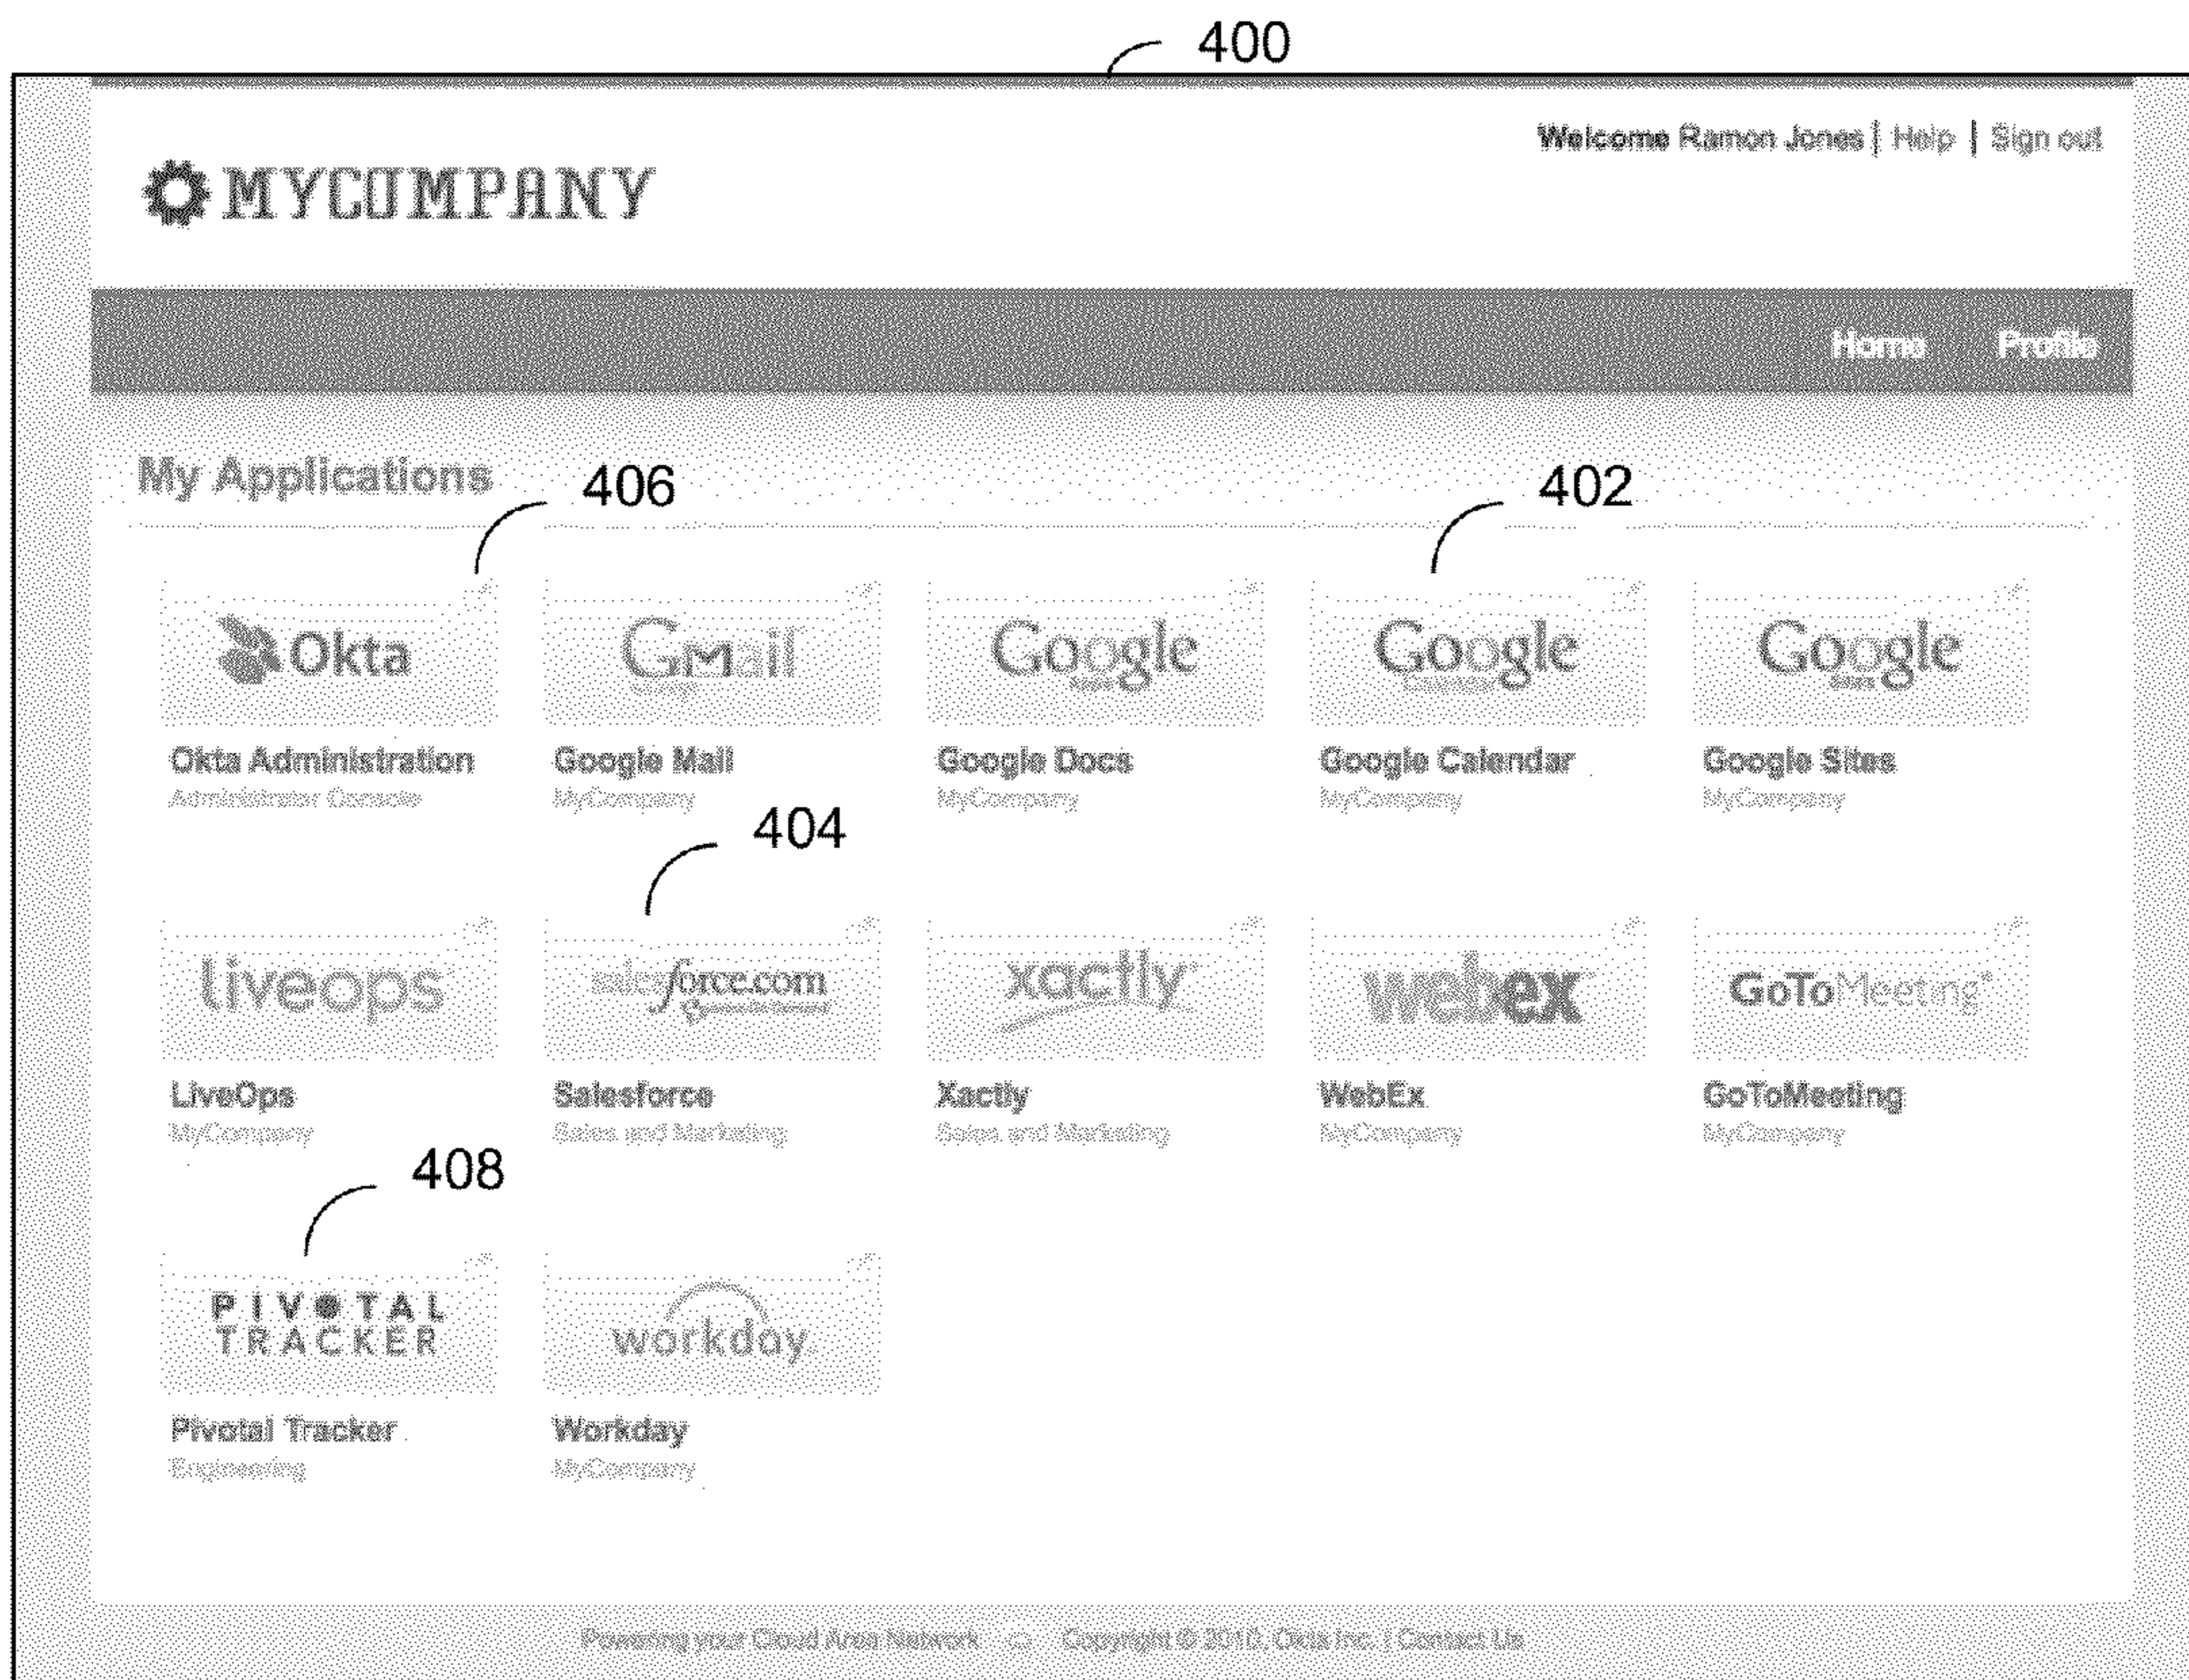 400
Welcome Ramon Jones | Help | Sign out
MYCOMPANY
Home Profile
My Applications
406 402
Okta GMail Google Google Google
Apps Calendar Sites
Okta Administration Google Mail Google Docs Google Calendar Google Sites
Administrator Console MyCompany MyCompany MyCompany MyCompany
404
liveops salesforce.com xactly webex GoToMeeting
LiveOps Salesforce Xactly WebEx GoToMeeting
MyCompany Sales and Marketing Sales and Marketing MyCompany MyCompany
408
PIVOTAL
TRACKER workday
Pivotal Tracker Workday
Engineering MyCompany
Powering your Cloud Area Network Copyright © 2010, Okta Inc. | Contact Us